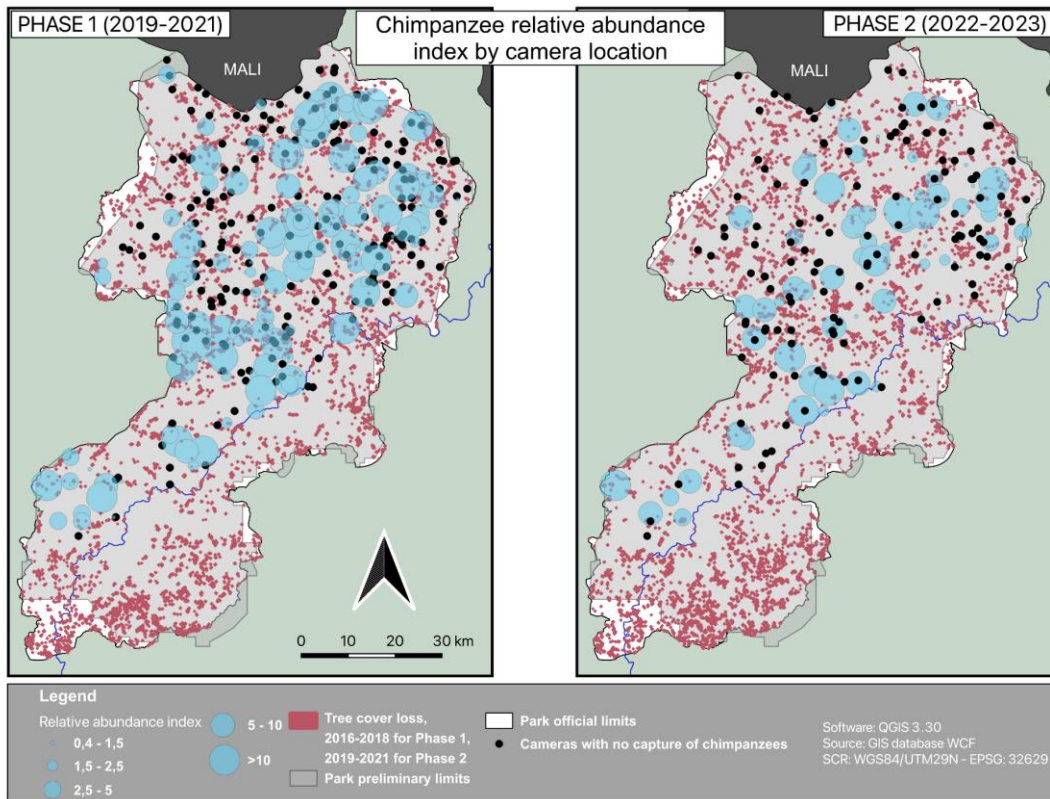 PHASE 1 (2019-2021)
Chimpanzee relative abundance
index by camera location
PHASE 2 (2022-2023)
MALI
MALI
0 10 20 30 km
Legend
Relative abundance index
0,4 - 1,5
1,5 - 2,5
2,5 - 5
5 - 10
>10
Tree cover loss,
2016-2018 for Phase 1,
2019-2021 for Phase 2
Park preliminary limits
Park official limits
Cameras with no capture of chimpanzees
Software: QGIS 3.30
Source: GIS database WCF
SCR: WGS84/UTM29N - EPSG: 32629